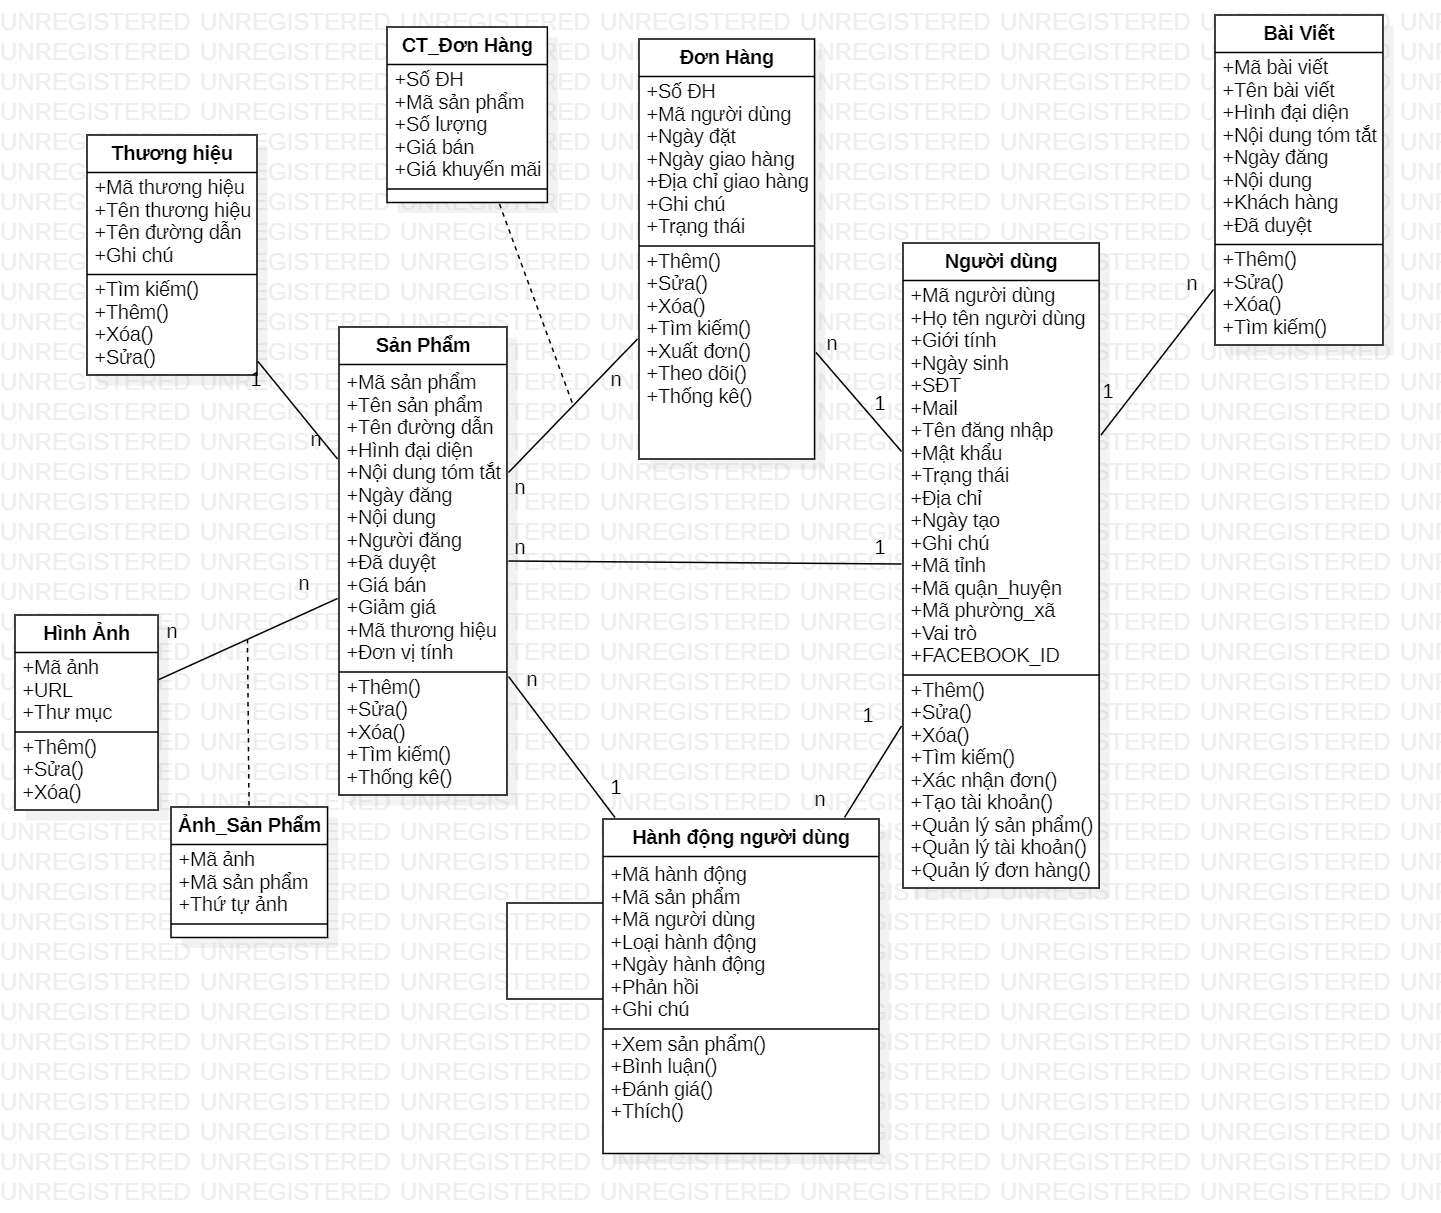 CT_Đơn Hàng
+Số ĐH
+Mã sản phẩm
+Số lượng
+Giá bán
+Giá khuyến mãi
Đơn Hàng
+Số ĐH
+Mã người dùng
+Ngày đặt
+Ngày giao hàng
+Địa chỉ giao hàng
+Ghi chú
+Trạng thái
+Thêm()
+Sửa()
+Xóa()
+Tìm kiếm()
+Xuất đơn()
+Theo dõi()
+Thống kê()
Bài Viết
+Mã bài viết
+Tên bài viết
+Hình đại diện
+Nội dung tóm tắt
+Ngày đăng
+Nội dung
+Khách hàng
+Đã duyệt
+Thêm()
+Sửa()
+Xóa()
+Tìm kiếm()
Thương hiệu
+Mã thương hiệu
+Tên thương hiệu
+Tên đường dẫn
+Ghi chú
+Tìm kiếm()
+Thêm()
+Xóa()
+Sửa()
Sản Phẩm
+Mã sản phẩm
+Tên sản phẩm
+Tên đường dẫn
+Hình đại diện
+Nội dung tóm tắt
+Ngày đăng
+Nội dung
+Người đăng
+Đã duyệt
+Giá bán
+Giảm giá
+Mã thương hiệu
+Đơn vị tính
+Thêm()
+Sửa()
+Xóa()
+Tìm kiếm()
+Thống kê()
Người dùng
+Mã người dùng
+Họ tên người dùng
+Giới tính
+Ngày sinh
+SĐT
+Mail
+Tên đăng nhập
+Mật khẩu
+Trạng thái
+Địa chỉ
+Ngày tạo
+Ghi chú
+Mã tỉnh
+Mã quận_huyện
+Mã phường_xã
+Vai trò
+FACEBOOK_ID
+Thêm()
+Sửa()
+Xóa()
+Tìm kiếm()
+Xác nhận đơn()
+Tạo tài khoản()
+Quản lý sản phẩm()
+Quản lý tài khoản()
+Quản lý đơn hàng()
Hình Ảnh
+Mã ảnh
+URL
+Thư mục
+Thêm()
+Sửa()
+Xóa()
Ảnh_Sản Phẩm
+Mã ảnh
+Mã sản phẩm
+Thứ tự ảnh
Hành động người dùng
+Mã hành động
+Mã sản phẩm
+Mã người dùng
+Loại hành động
+Ngày hành động
+Phản hồi
+Ghi chú
+Xem sản phẩm()
+Bình luận()
+Đánh giá()
+Thích()
1
n
n
n
n
1
n
1
n
1
n
n
n
1
1
n
UNREGISTERED